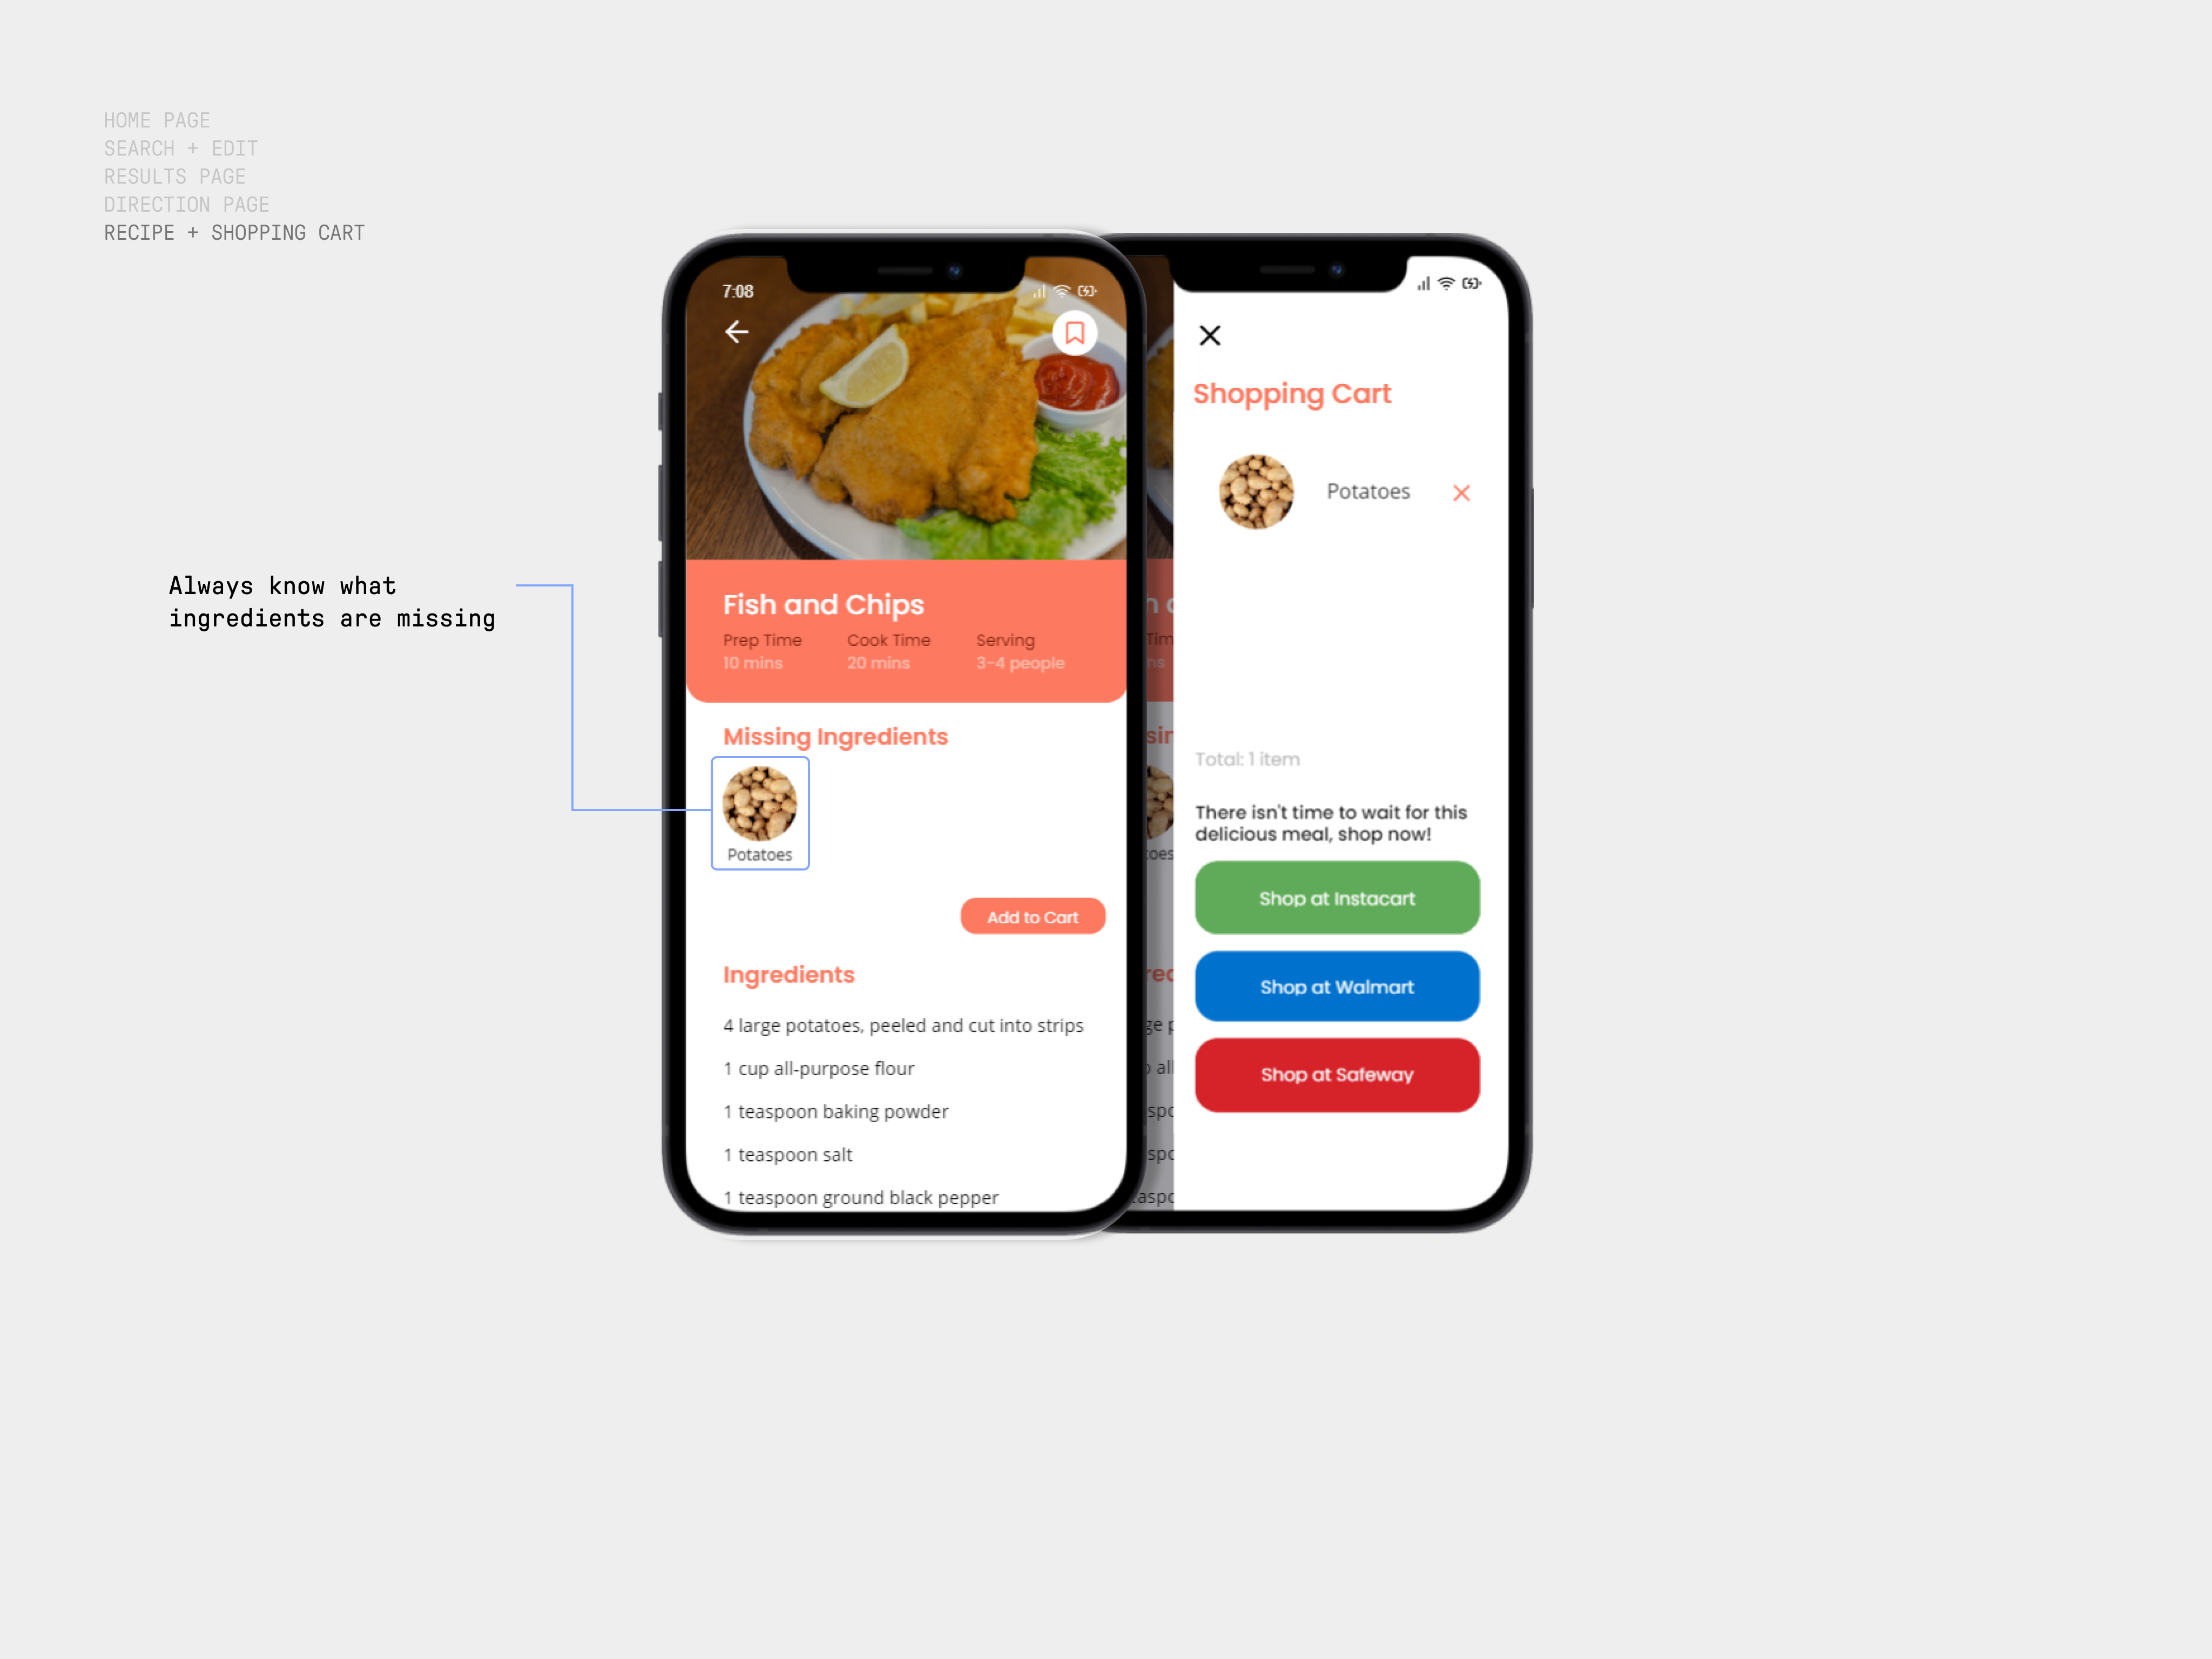 HOME PAGE
SEARCH + EDIT
RESULTS PAGE
DIRECTION PAGE
RECIPE + SHOPPING CART
Always know what
ingredients are missing
7:08
Fish and Chips
Prep Time Cook Time Serving
10 mins 20 mins 3-4 people
Missing Ingredients
Potatoes
Add to Cart
Ingredients
4 large potatoes, peeled and cut into strips
1 cup all-purpose flour
1 teaspoon baking powder
1 teaspoon salt
1 teaspoon ground black pepper
Shopping Cart
Potatoes
Total: 1 item
There isn't time to wait for this
delicious meal, shop now!
Shop at Instacart
Shop at Walmart
Shop at Safeway